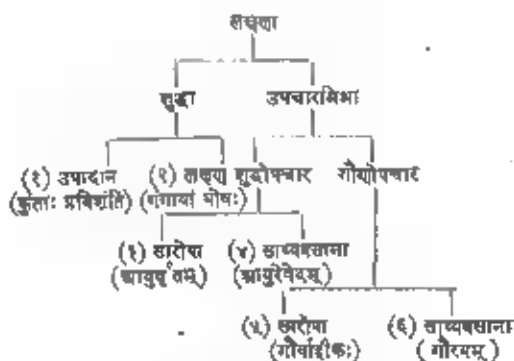 लक्षणा
शुद्धा उपचारमिश्रा
(१) उपादान (२) लक्षण शुद्धोपचार गौणोपचार
(कुंताः प्रविशंति) (गंगायां घोषः)
(३) सारोपा (४) साध्यवसाना
(आयुर्घृतम्) (आयुरेवेदम्)
(५) सारोपा (६) साध्यवसाना
(गौर्वाहीकः) (गौरयम्)